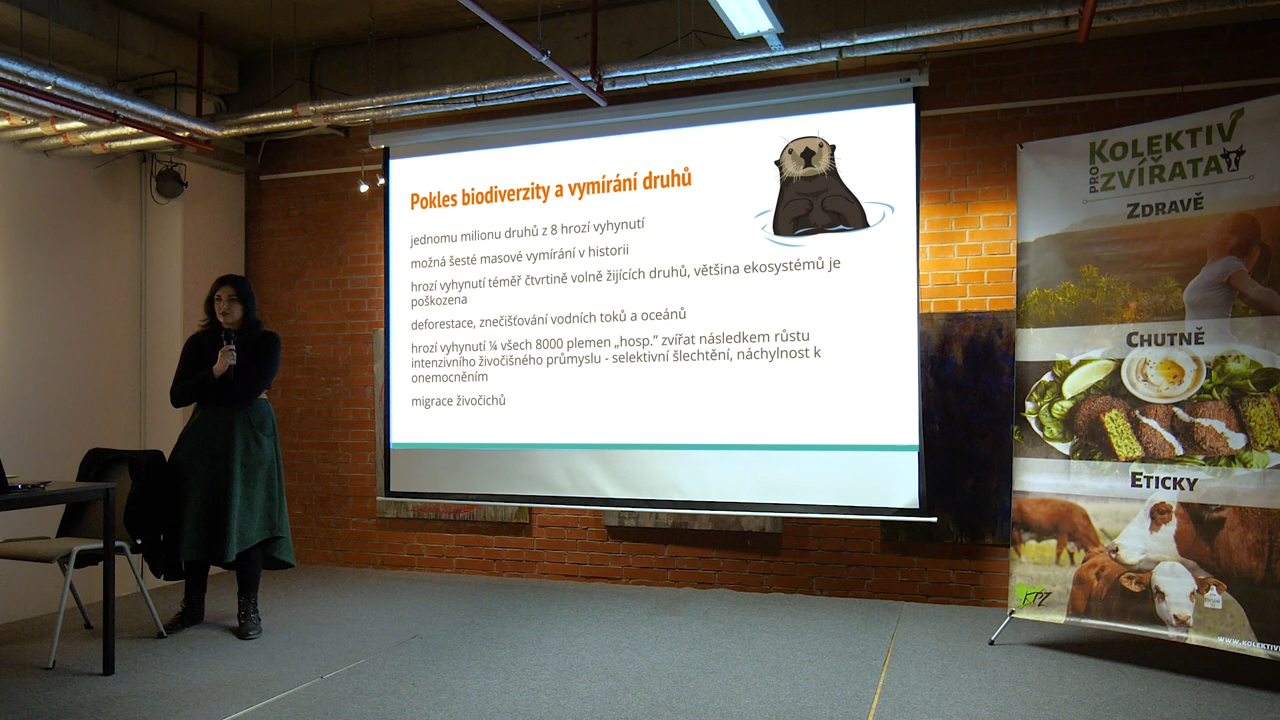 Pokles biodiverzity a vymírání druhů
jednomu milionu druhů z 8 hrozí vyhynutí
možná šesté masové vymírání v historii
hrozí vyhynutí téměř čtvrtině volně žijících druhů, většina ekosystémů je
poškozena
deforestace, znečišťování vodních toků a oceánů
hrozí vyhynutí ¼ všech 8000 plemen „hosp.” zvířat následkem růstu
intenzivního živočišného průmyslu - selektivní šlechtění, náchylnost k
onemocněním
migrace živočichů
KOLEKTIV
PRO
ZVÍŘATA
ZDRAVĚ
CHUTNĚ
ETICKY
KPZ